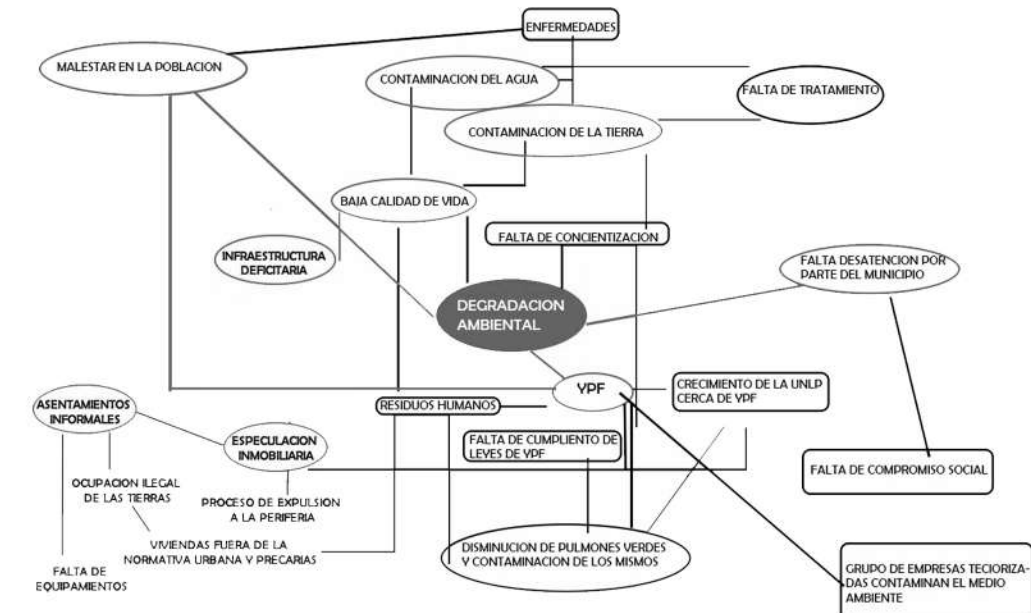 ENFERMEDADES
MALESTAR EN LA POBLACION
CONTAMINACION DEL AGUA
FALTA DE TRATAMIENTO
CONTAMINACION DE LA TIERRA
BAJA CALIDAD DE VIDA
FALTA DE CONCIENTIZACION
INFRAESTRUCTURA
DEFICITARIA
FALTA DESATENCION POR
PARTE DEL MUNICIPIO
DEGRADACION
AMBIENTAL
YPF
CRECIMIENTO DE LA UNLP
CERCA DE YPF
ASENTAMIENTOS
INFORMALES
RESIDUOS HUMANOS
ESPECULACION
INMOBILIARIA
FALTA DE CUMPLIENTO DE
LEYES DE YPF
FALTA DE COMPROMISO SOCIAL
OCUPACION ILEGAL
DE LAS TIERRAS
PROCESO DE EXPULSION
A LA PERIFERIA
VIVIENDAS FUERA DE LA
NORMATIVA URBANA Y PRECARIAS
DISMINUCION DE PULMONES VERDES
Y CONTAMINACION DE LOS MISMOS
FALTA DE
EQUIPAMIENTOS
GRUPO DE EMPRESAS TECIORIZA-
DAS CONTAMINAN EL MEDIO
AMBIENTE